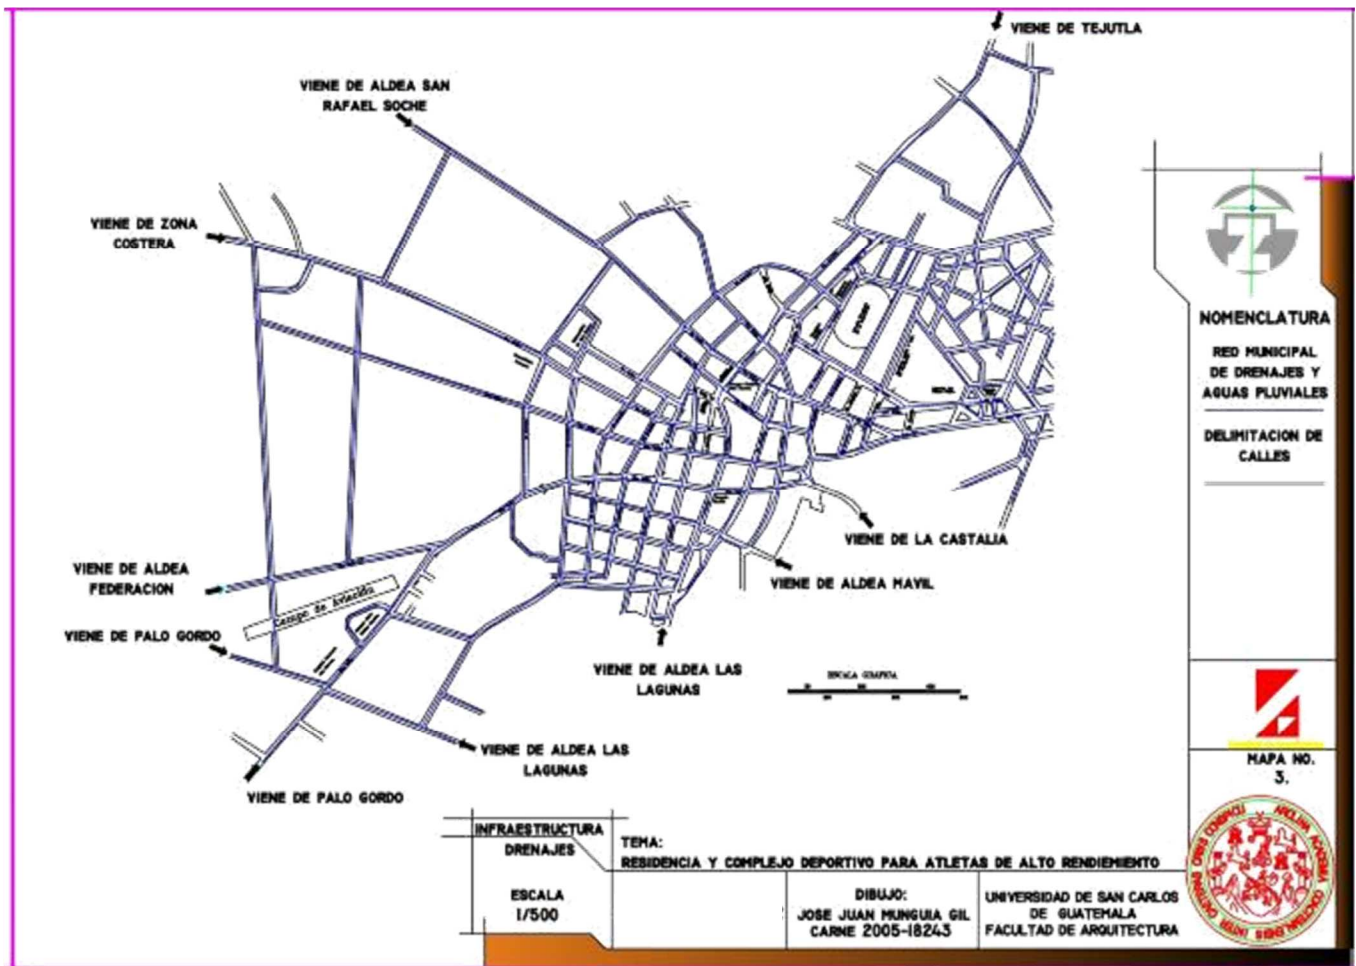 VIENE DE TEJUTLA
VIENE DE ALDEA SAN
RAFAEL SOCHE
VIENE DE ZONA
COSTERA
NOMENCLATURA
RED MUNICIPAL
DE DRENAJES Y
AGUAS PLUVIALES
DELIMITACION DE
CALLES
VIENE DE LA CASTALIA
VIENE DE ALDEA
FEDERACION
VIENE DE ALDEA MAVIL
Campo de Aviación
VIENE DE PALO GORDO
VIENE DE ALDEA LAS
LAGUNAS
ESCALA GRAFICA
VIENE DE ALDEA LAS
LAGUNAS
VIENE DE PALO GORDO
MAPA NO.
3.
INFRAESTRUCTURA
DRENAJES
ESCALA
1/500
TEMA:
RESIDENCIA Y COMPLEJO DEPORTIVO PARA ATLETAS DE ALTO RENDIEMIENTO
DIBUJO:
JOSE JUAN MUNGUIA GIL
CARNE 2005-18243
UNIVERSIDAD DE SAN CARLOS
DE GUATEMALA
FACULTAD DE ARQUITECTURA